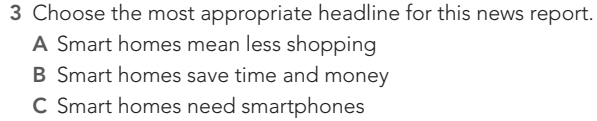 3 Choose the most appropriate headline for this news report.
A Smart homes mean less shopping
B Smart homes save time and money
C Smart homes need smartphones